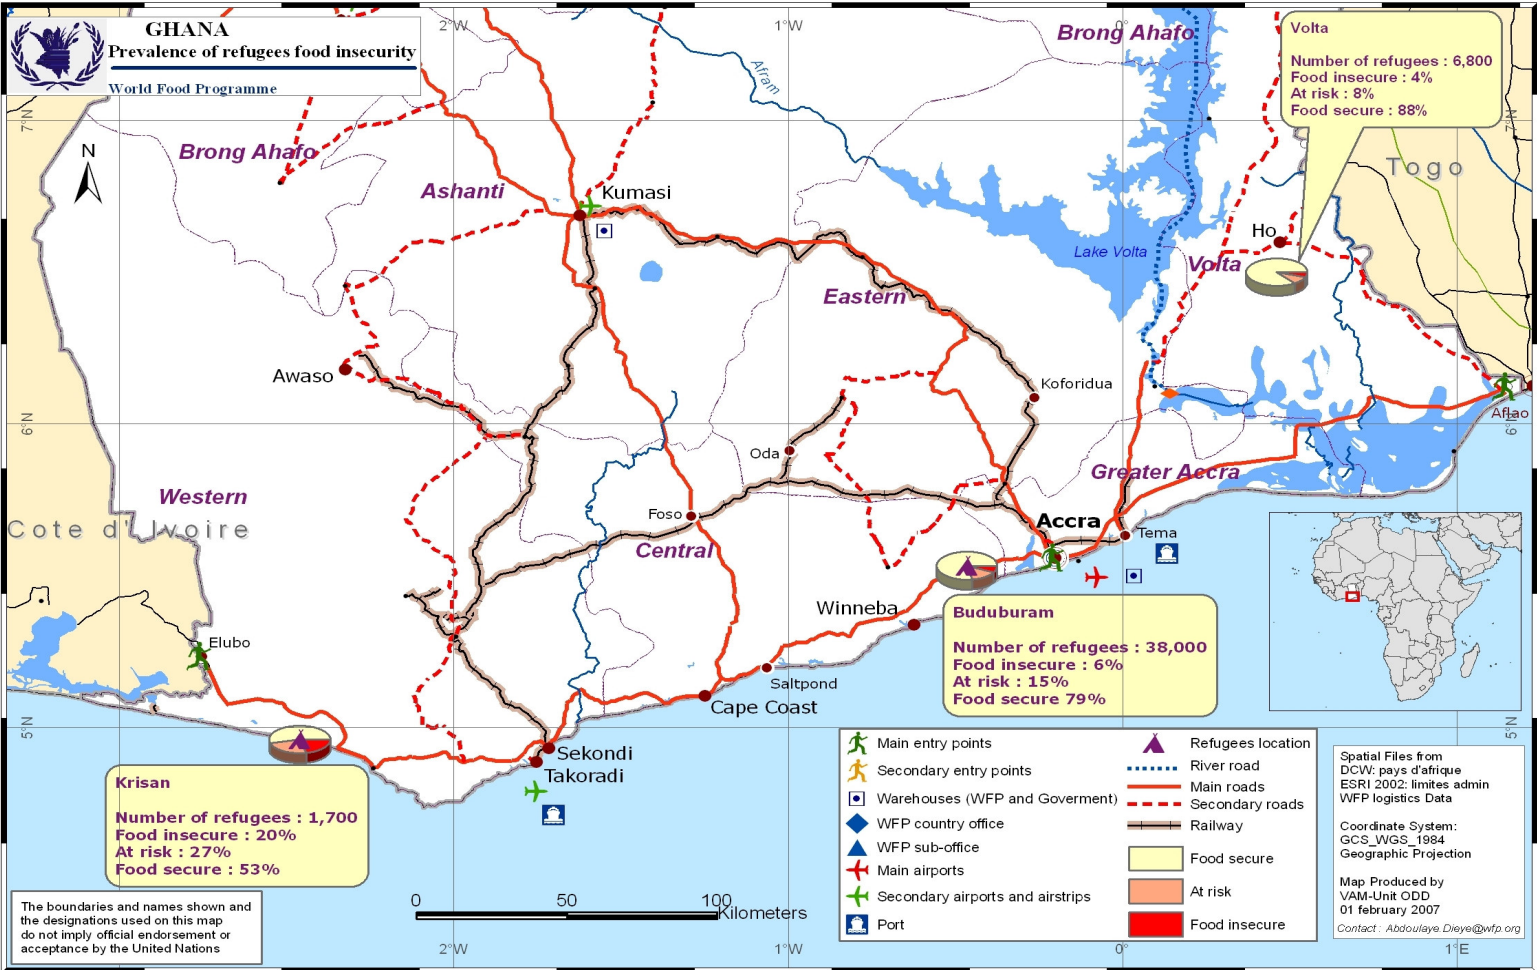 GHANA
Prevalence of refugees food insecurity
World Food Programme
2°W
1°W
0°
7°N
7°N
N
Brong Ahafo
Brong Ahafo
Afram
Ashanti
Kumasi
Volta
Number of refugees : 6,800
Food insecure : 4%
At risk : 8%
Food secure : 88%
Togo
Ho
Lake Volta
Volta
Eastern
Awaso
Koforidua
Aflao
6°N
6°N
Oda
Greater Accra
Western
Cote d'Ivoire
Foso
Central
Accra
Tema
Winneba
Buduburam
Number of refugees : 38,000
Food insecure : 6%
At risk : 15%
Food secure 79%
Elubo
Saltpond
Cape Coast
5°N
5°N
Sekondi
Takoradi
Krisan
Number of refugees : 1,700
Food insecure : 20%
At risk : 27%
Food secure : 53%
Main entry points
Secondary entry points
Warehouses (WFP and Goverment)
WFP country office
WFP sub-office
Main airports
Secondary airports and airstrips
Port
Refugees location
River road
Main roads
Secondary roads
Railway
Food secure
At risk
Food insecure
Spatial Files from
DCW: pays d'afrique
ESRI 2002: limites admin
WFP logistics Data
Coordinate System:
GCS_WGS_1984
Geographic Projection
Map Produced by
VAM-Unit ODD
01 february 2007
Contact : Abdoulaye.Dieye@wfp.org
The boundaries and names shown and
the designations used on this map
do not imply official endorsement or
acceptance by the United Nations
0 50 100
Kilometers
2°W
1°W
0°
1°E